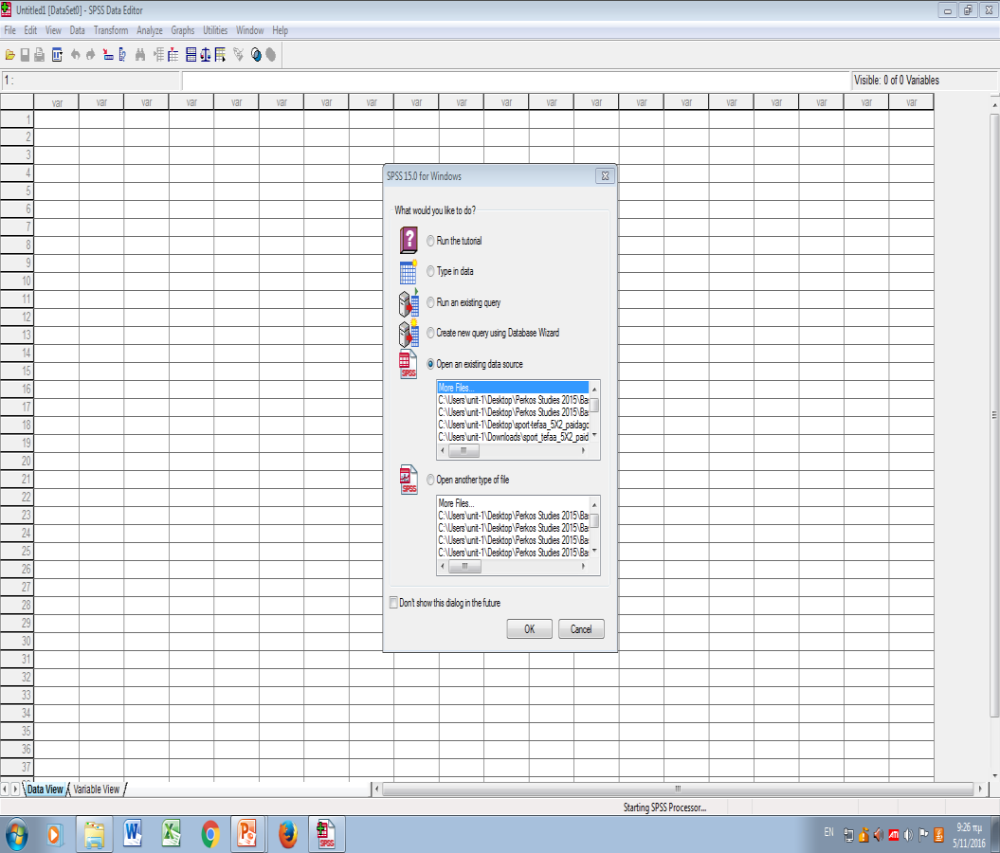 Untitled1 [DataSet0] - SPSS Data Editor
File Edit View Data Transform Analyze Graphs Utilities Window Help
1 :
Visible: 0 of 0 Variables
var var var var var var var var var var var var var var var var var var var var
1
2
3
4
5
6
7
8
9
10
11
12
13
14
15
16
17
18
19
20
21
22
23
24
25
26
27
28
29
30
31
32
33
34
35
36
37
SPSS 15.0 for Windows
What would you like to do?
Run the tutorial
Type in data
Run an existing query
Create new query using Database Wizard
Open an existing data source
More Files...
C:\Users\unit-1\Desktop\Perkos Studies 2015\Ba
C:\Users\unit-1\Desktop\Perkos Studies 2015\Ba
C:\Users\unit-1\Desktop\sport-tefaa_5X2_paidago
C:\Users\unit-1\Downloads\sport_tefaa_5X2_paid
Open another type of file
More Files...
C:\Users\unit-1\Desktop\Perkos Studies 2015\Ba
C:\Users\unit-1\Desktop\Perkos Studies 2015\Ba
C:\Users\unit-1\Desktop\Perkos Studies 2015\Ba
C:\Users\unit-1\Desktop\Perkos Studies 2015\Ba
Don't show this dialog in the future
OK Cancel
Data View Variable View
Starting SPSS Processor...
EN
9:26 πμ
5/11/2016